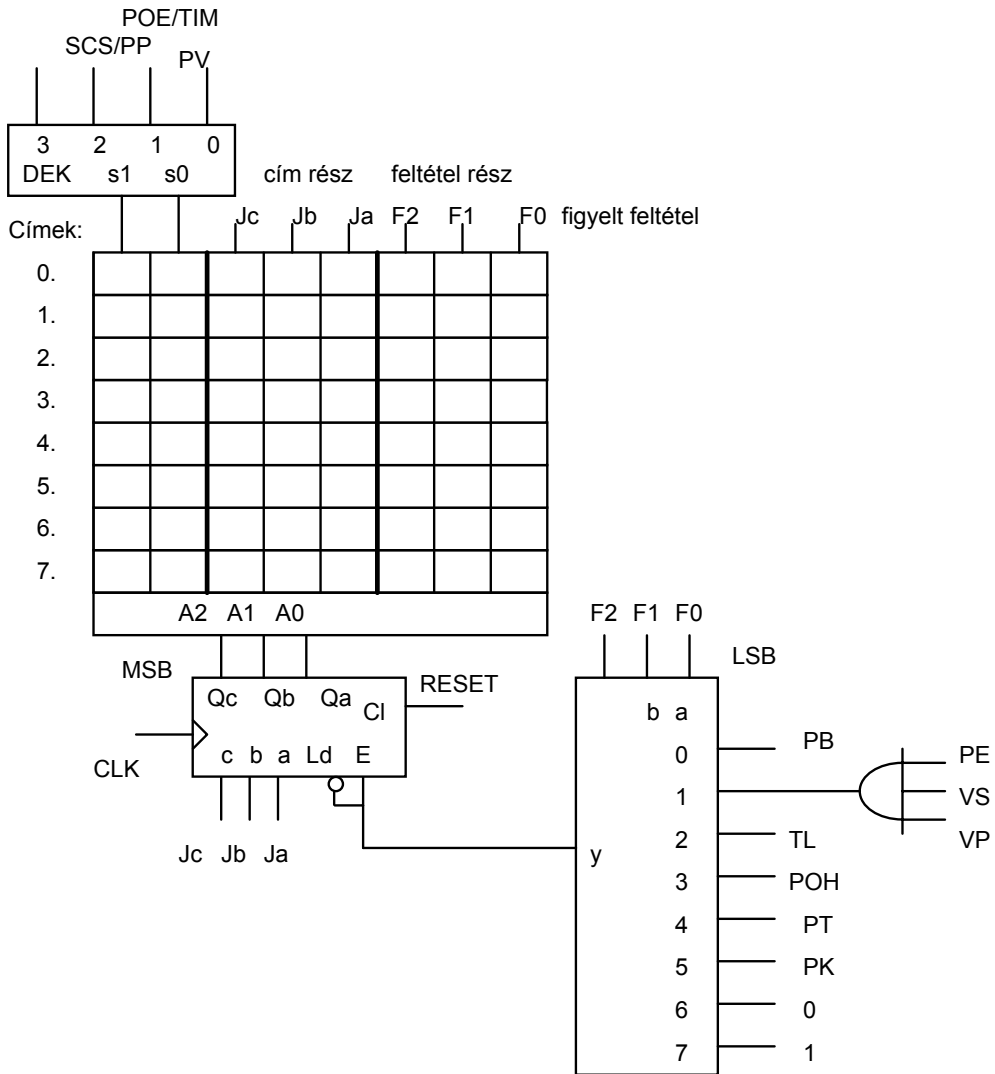 POE/TIM
SCS/PP
PV
3 2 1 0
DEK s1 s0
cím rész feltétel rész
Jc Jb Ja F2 F1 F0 figyelt feltétel
Címek:
0.
1.
2.
3.
4.
5.
6.
7.
A2 A1 A0
F2 F1 F0
LSB
MSB
Qc Qb Qa
Cl
RESET
b a
c b a Ld E
CLK
Jc Jb Ja
y
0 PB
1
PE
VS
VP
2 TL
3 POH
4 PT
5 PK
6 0
7 1